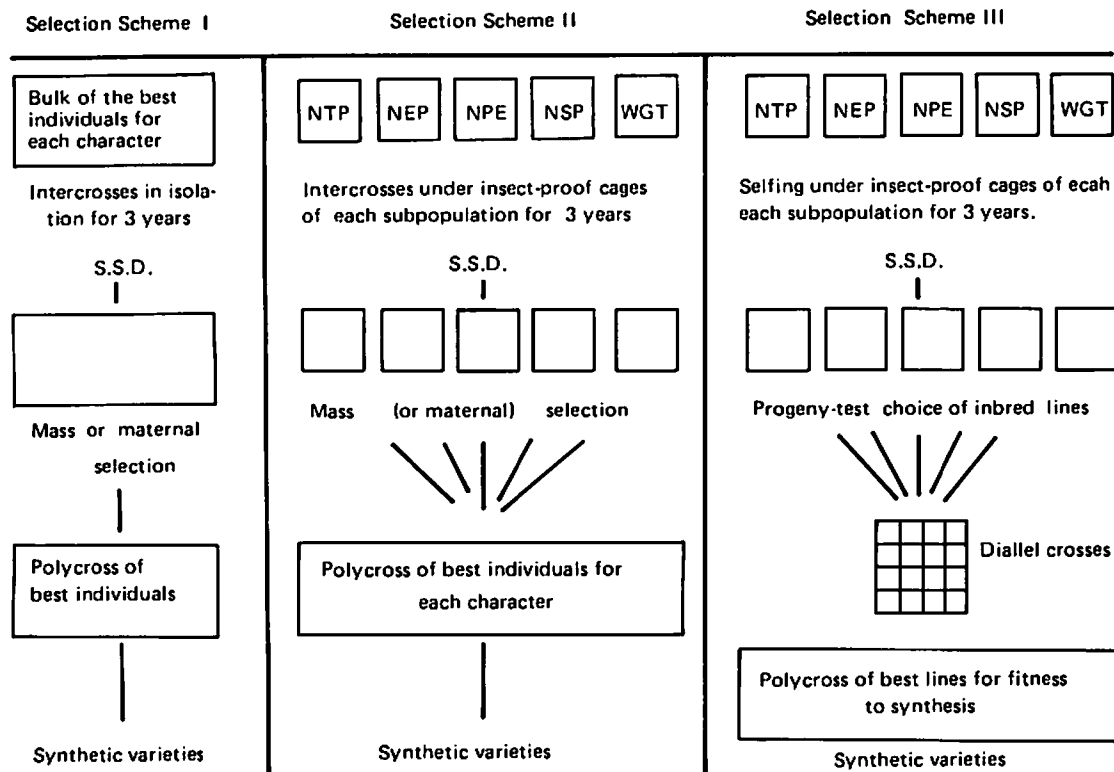 Selection Scheme I
Bulk of the best
individuals for
each character
Intercrosses in isola-
tion for 3 years
S.S.D.
Mass or maternal
selection
Polycross of
best individuals
Synthetic varieties
Selection Scheme II
NTP NEP NPE NSP WGT
Intercrosses under insect-proof cages
of each subpopulation for 3 years
S.S.D.
Mass (or maternal) selection
Polycross of best individuals for
each character
Synthetic varieties
Selection Scheme III
NTP NEP NPE NSP WGT
Selfing under insect-proof cages of ecah
each subpopulation for 3 years.
S.S.D.
Progeny-test choice of inbred lines
Diallel crosses
Polycross of best lines for fitness
to synthesis
Synthetic varieties